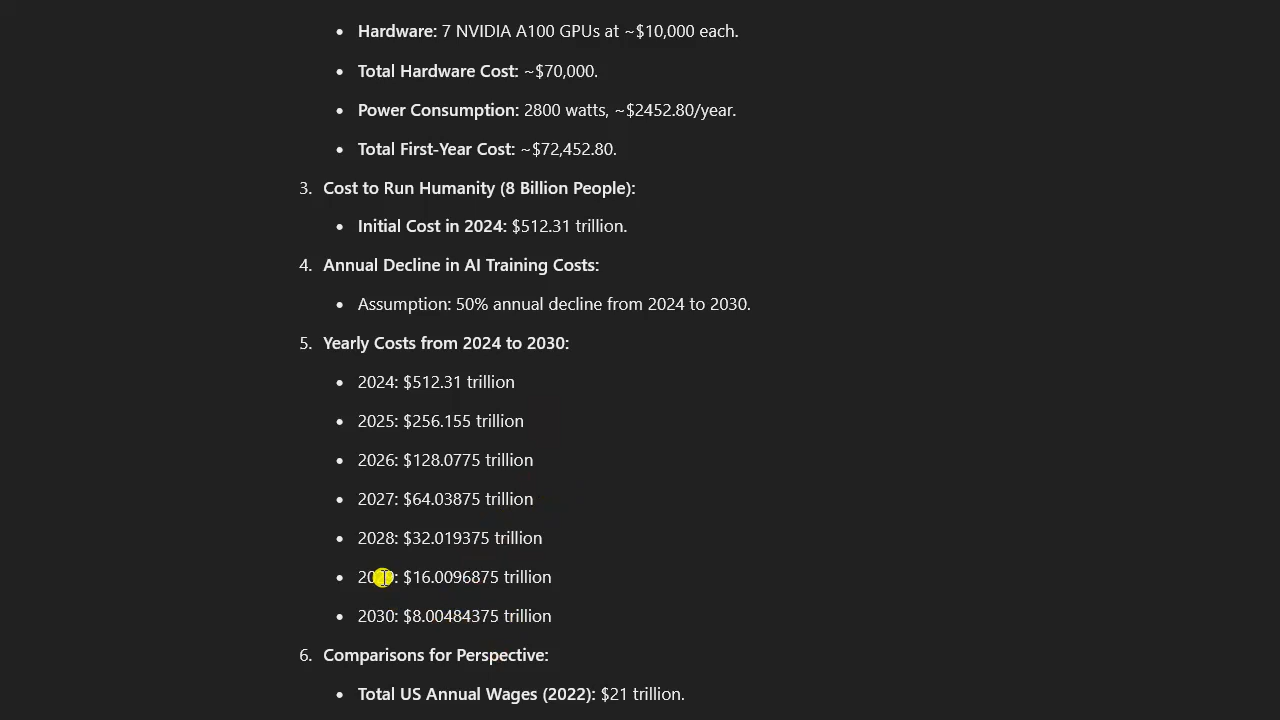 Hardware: 7 NVIDIA A100 GPUs at ~$10,000 each.
Total Hardware Cost: ~$70,000.
Power Consumption: 2800 watts, ~$2452.80/year.
Total First-Year Cost: ~$72,452.80.
3. Cost to Run Humanity (8 Billion People):
Initial Cost in 2024: $512.31 trillion.
4. Annual Decline in AI Training Costs:
Assumption: 50% annual decline from 2024 to 2030.
5. Yearly Costs from 2024 to 2030:
2024: $512.31 trillion
2025: $256.155 trillion
2026: $128.0775 trillion
2027: $64.03875 trillion
2028: $32.019375 trillion
$16.0096875 trillion
2030: $8.00484375 trillion
6. Comparisons for Perspective:
Total US Annual Wages (2022): $21 trillion.